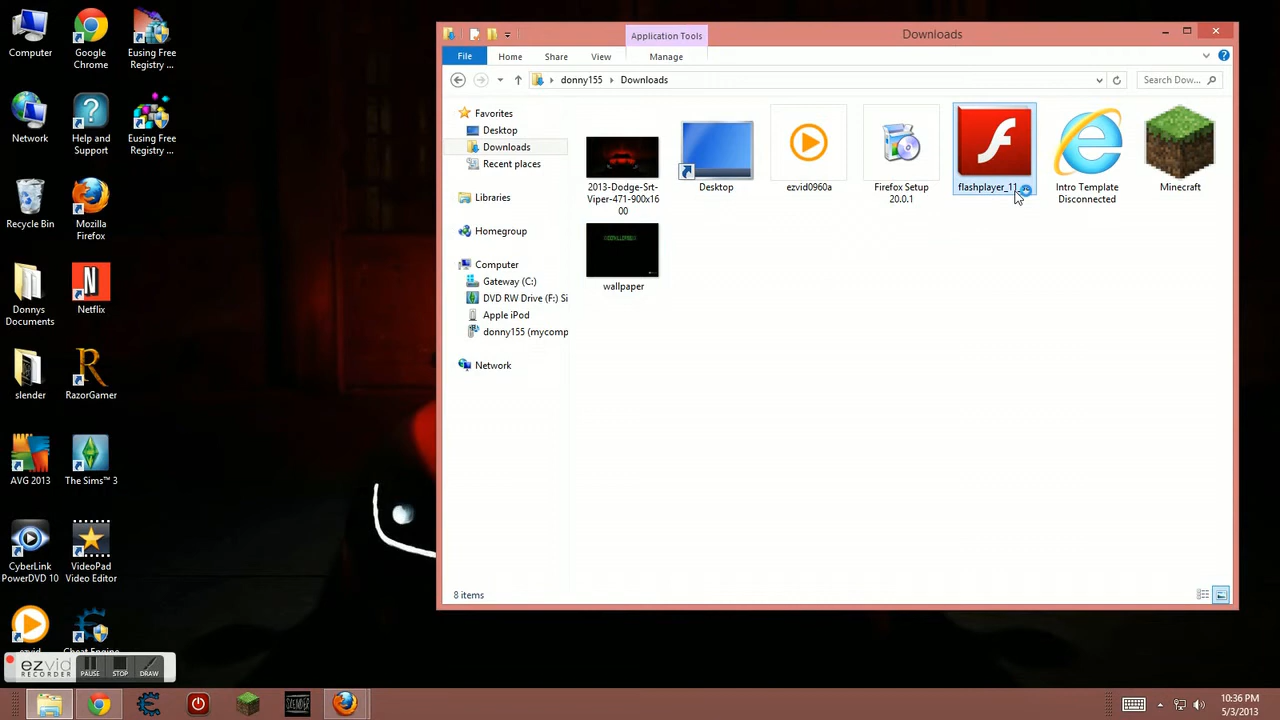 Computer
Google
Chrome
Eusing Free
Registry ...
Network
Help and
Support
Eusing Free
Registry ...
Recycle Bin
Mozilla
Firefox
Donnys
Documents
Netflix
slender
RazorGamer
AVG 2013
The Sims™ 3
CyberLink
PowerDVD 10
VideoPad
Video Editor
ezvid
Cheat Engine
ezvid
RECORDER
PAUSE
STOP
DRAW
Application Tools
Downloads
File
Home
Share
View
Manage
donny155
Downloads
Search Dow...
Favorites
Desktop
Downloads
Recent places
Libraries
Homegroup
Computer
Gateway (C:)
DVD RW Drive (F:) Si
Apple iPod
donny155 (mycomp
Network
2013-Dodge-Srt-
Viper-471-900x16
00
Desktop
ezvid0960a
Firefox Setup
20.0.1
flashplayer_11
Intro Template
Disconnected
Minecraft
wallpaper
8 items
SLENDER
10:36 PM
5/3/2013